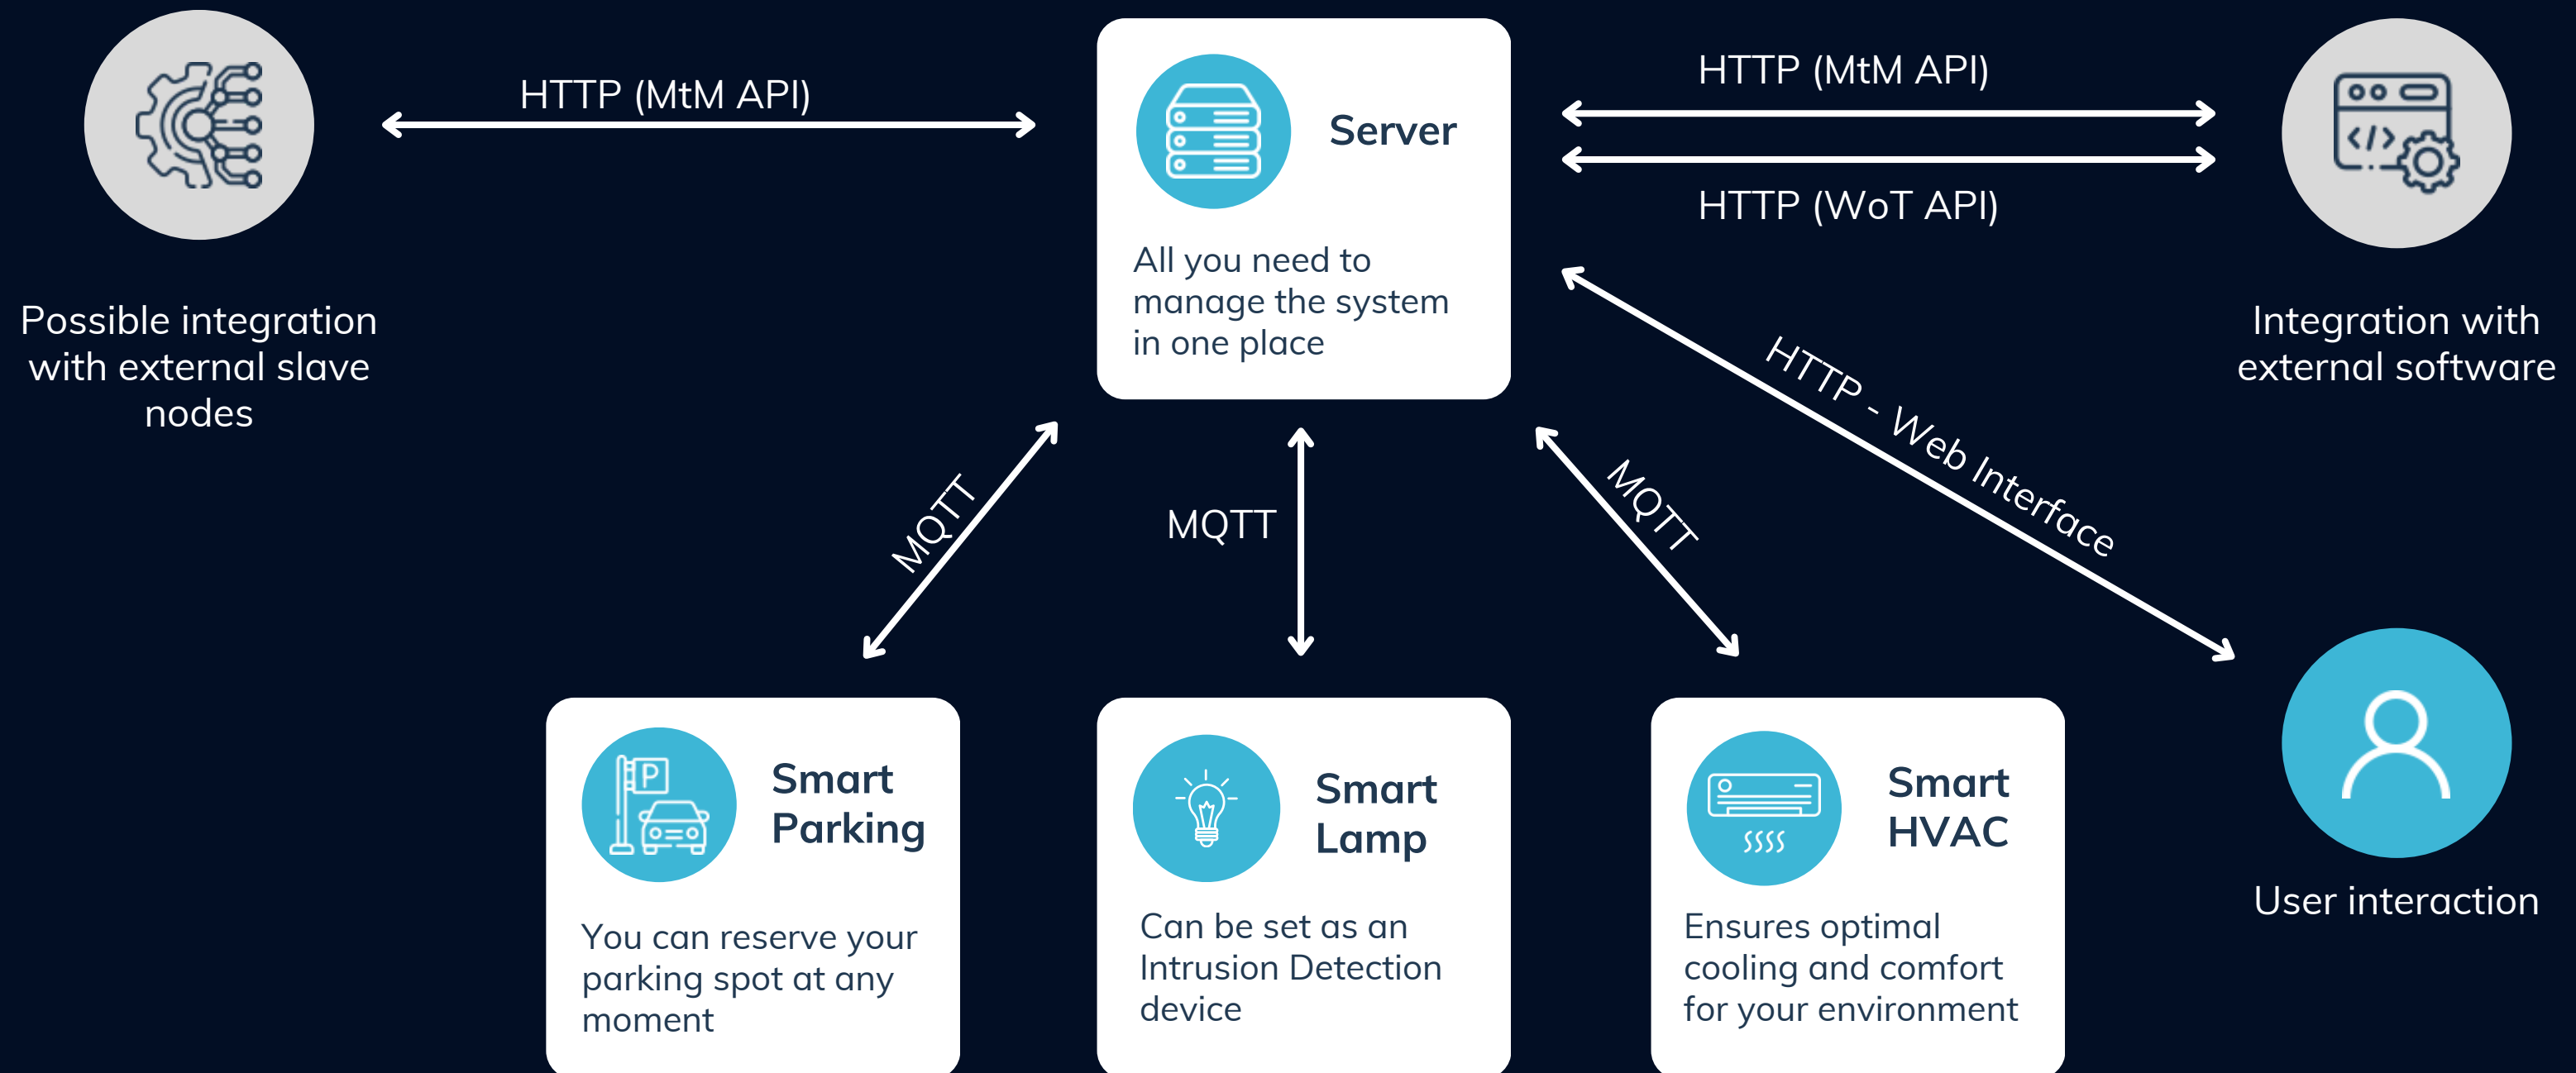 HTTP (MtM API)
Server
All you need to
manage the system
in one place
HTTP (MtM API)
HTTP (WoT API)
Possible integration
with external slave
nodes
Integration with
external software
HTTP - Web Interface
MQTT
MQTT
MQTT
Smart
Parking
You can reserve your
parking spot at any
moment
P
Smart
Lamp
Can be set as an
Intrusion Detection
device
Smart
HVAC
Ensures optimal
cooling and comfort
for your environment
User interaction